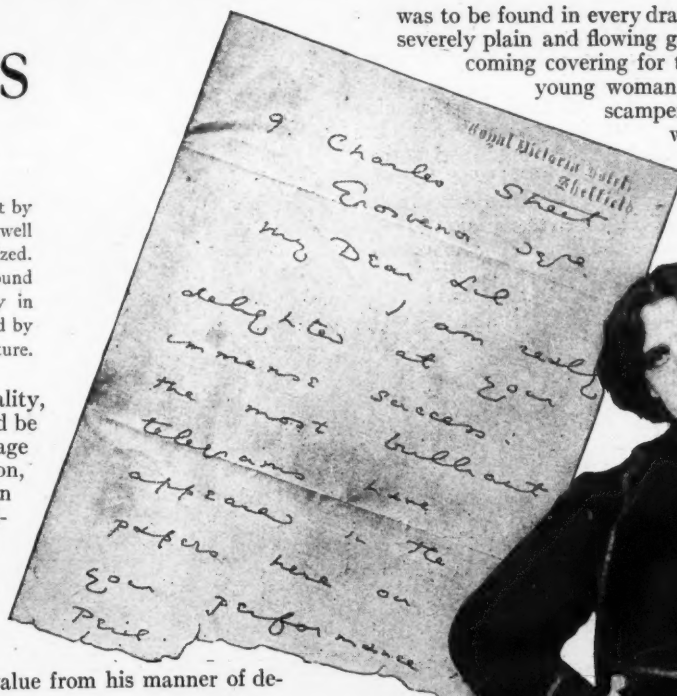 S
was to be found in every dra
severely plain and flowing g
coming covering for t
young woman
scampe
w
t by
well
zed.
ound
y in
d by
ture.
ality,
d be
age
on,
n
-
Royal Victoria Hotel,
Sheffield.
9. Charles Street.
Grosvenor Sqre.
My Dear Lil.
I am really
delighted at your
immense success.
the most brilliant
telegrams have
appeared in the
papers here on
your performance
Peril.
alue from his manner of de-